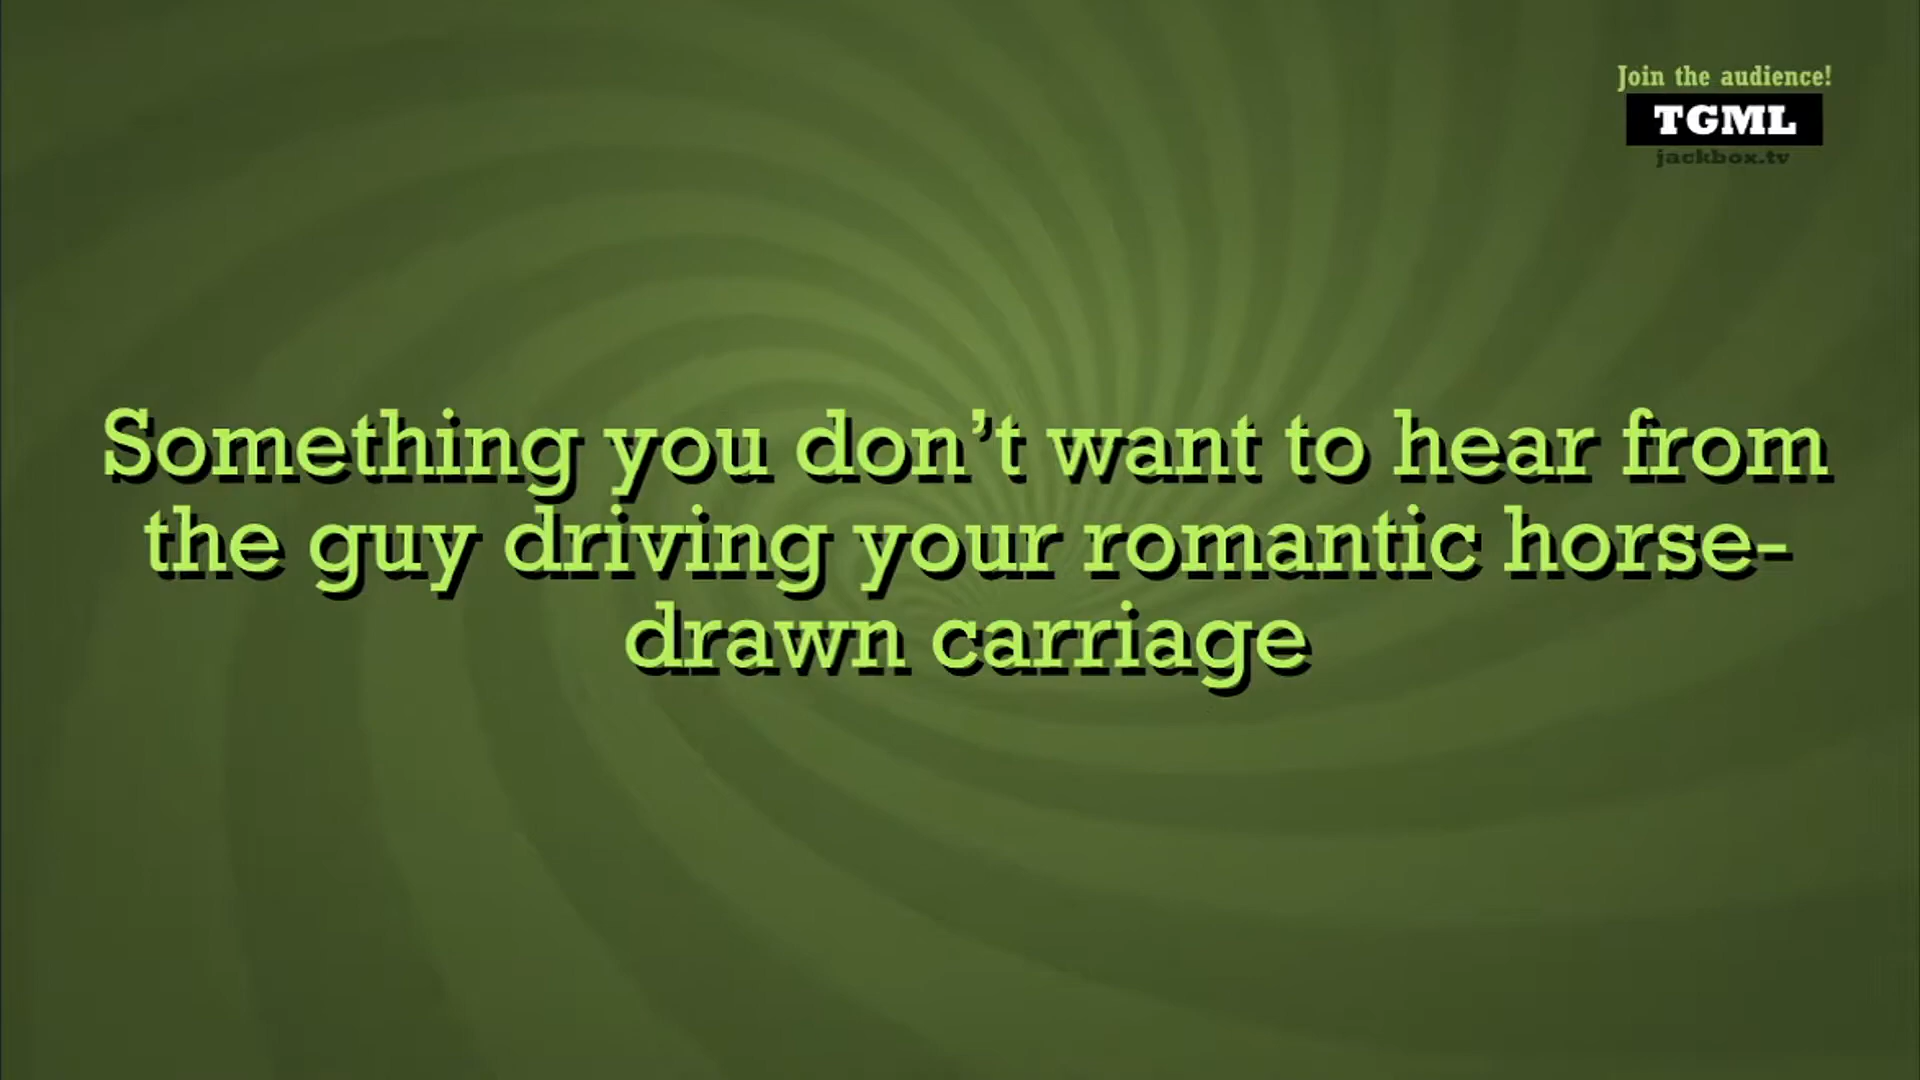 Join the audience!
TGML
jackbox.tv
Something you don’t want to hear from
the guy driving your romantic horse-
drawn carriage